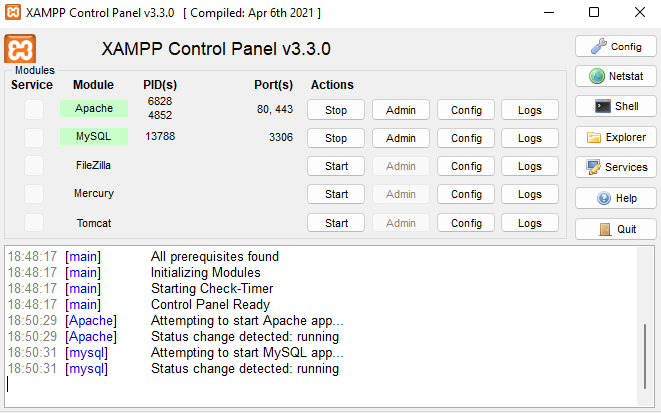 XAMPP Control Panel v3.3.0 [ Compiled: Apr 6th 2021 ]
XAMPP Control Panel v3.3.0
Config
Modules
Service Module PID(s) Port(s) Actions
Netstat
Apache 6828 4852 80, 443 Stop Admin Config Logs
Shell
MySQL 13788 3306 Stop Admin Config Logs
Explorer
FileZilla Start Admin Config Logs
Services
Mercury Start Admin Config Logs
Help
Tomcat Start Admin Config Logs
Quit
18:48:17 [main] All prerequisites found
18:48:17 [main] Initializing Modules
18:48:17 [main] Starting Check-Timer
18:48:17 [main] Control Panel Ready
18:50:29 [Apache] Attempting to start Apache app...
18:50:29 [Apache] Status change detected: running
18:50:31 [mysql] Attempting to start MySQL app...
18:50:31 [mysql] Status change detected: running